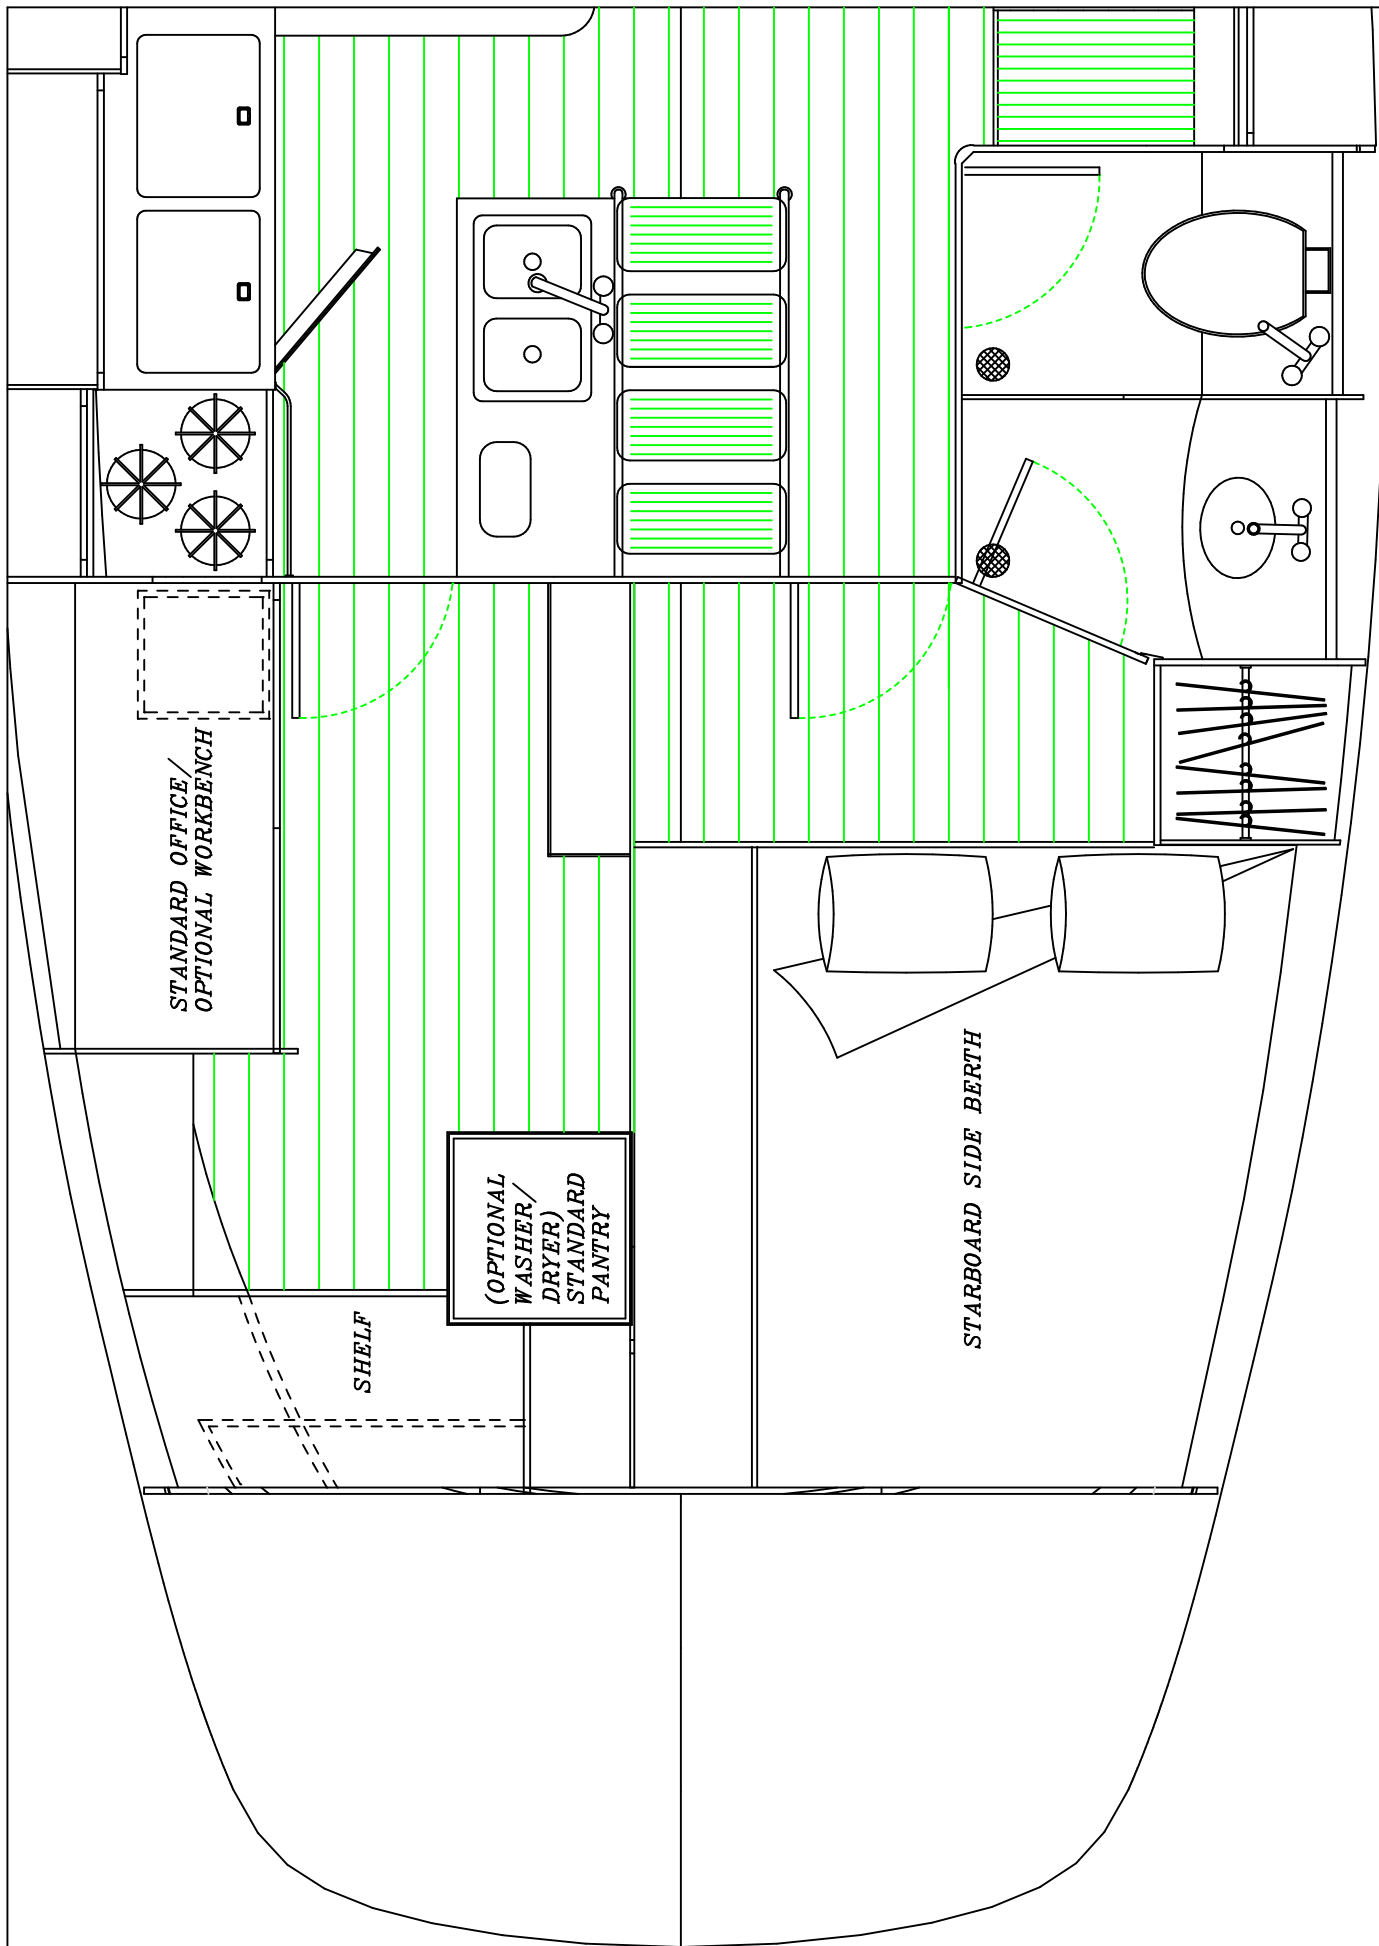 STANDARD OFFICE/
OPTIONAL WORKBENCH
(OPTIONAL
WASHER/
DRYER)
STANDARD
PANTRY
SHELF
STARBOARD SIDE BERTH